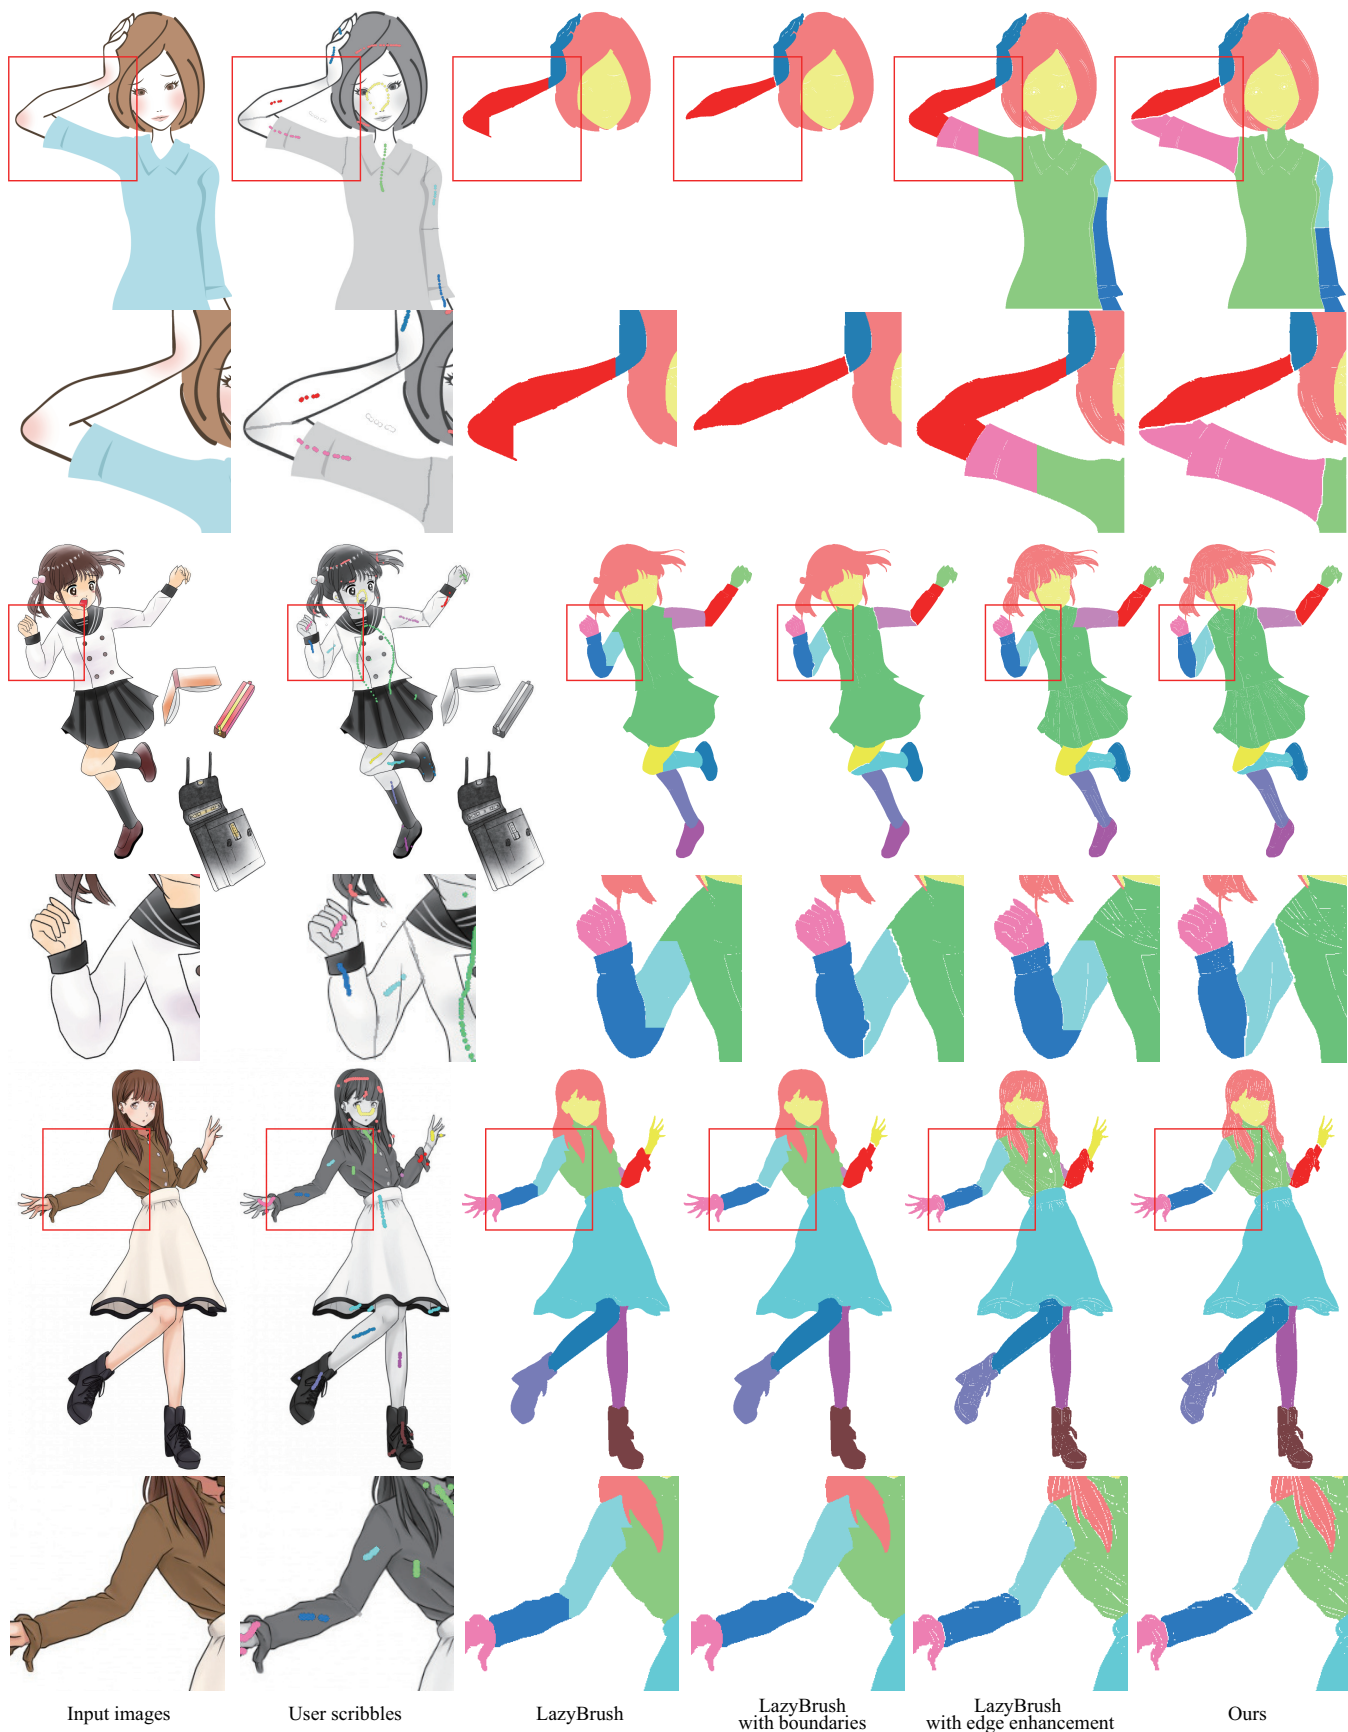 Input images
User scribbles
LazyBrush
LazyBrush
with boundaries
LazyBrush
with edge enhancement
Ours